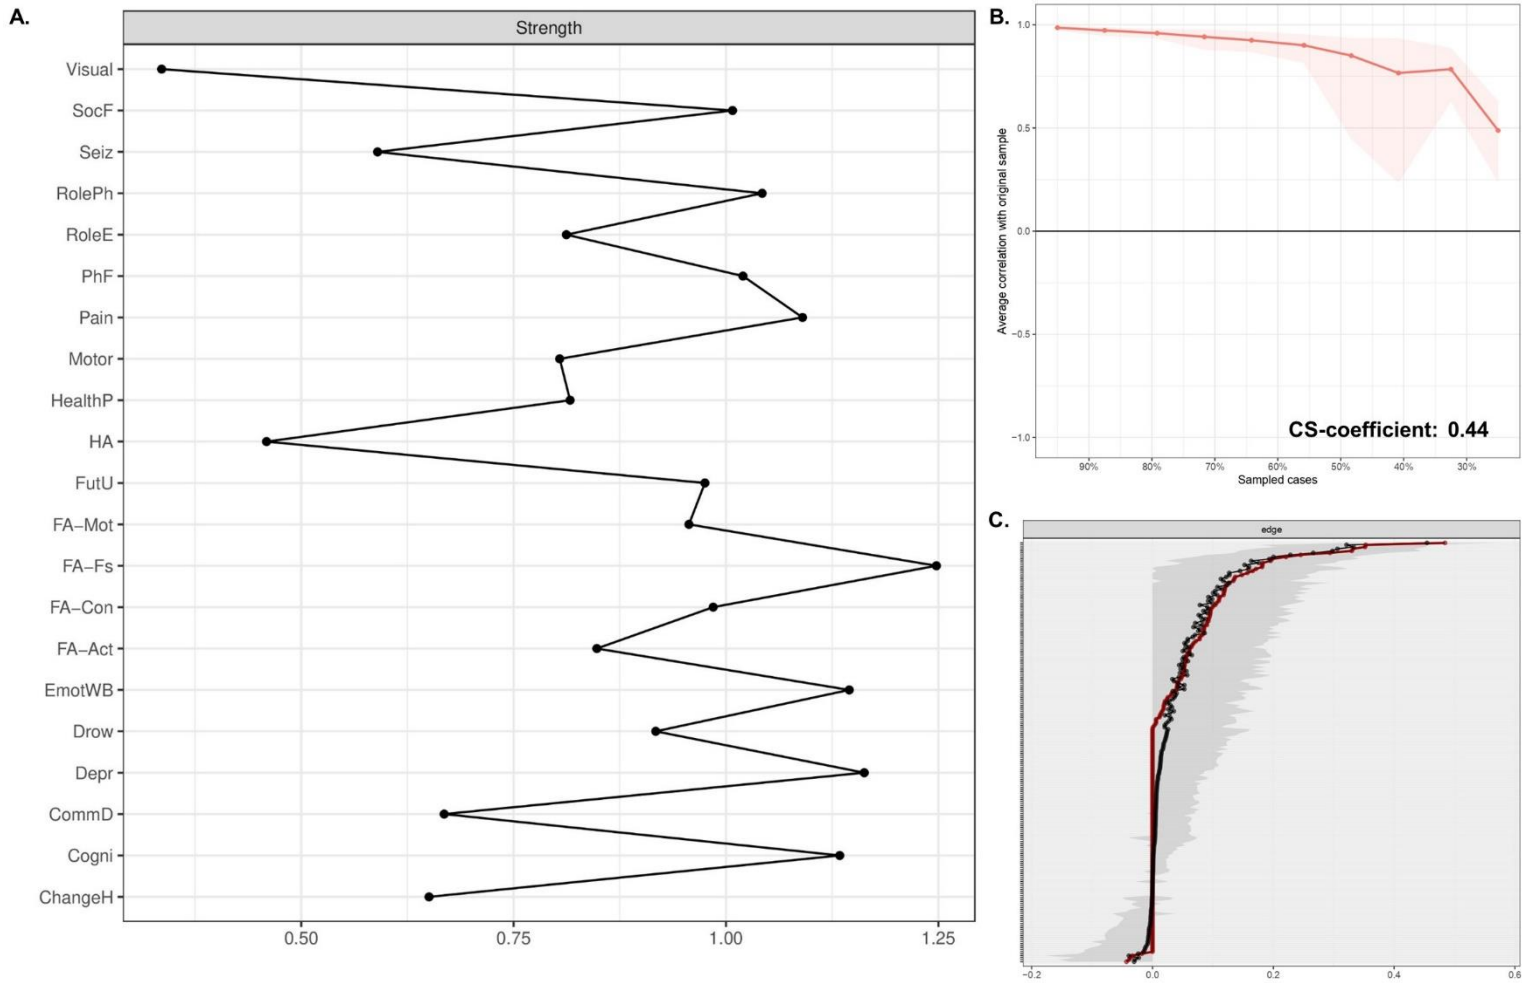 A.
Strength
Visual
SocF
Seiz
RolePh
RoleE
PhF
Pain
Motor
HealthP
HA
FutU
FA–Mot
FA–Fs
FA–Con
FA–Act
EmotWB
Drow
Depr
CommD
Cogni
ChangeH
0.50 0.75 1.00 1.25
B.
Average correlation with original sample
1.0
0.5
0.0
−0.5
−1.0
CS-coefficient: 0.44
90% 80% 70% 60% 50% 40% 30%
Sampled cases
C.
edge
−0.2 0.0 0.2 0.4 0.6